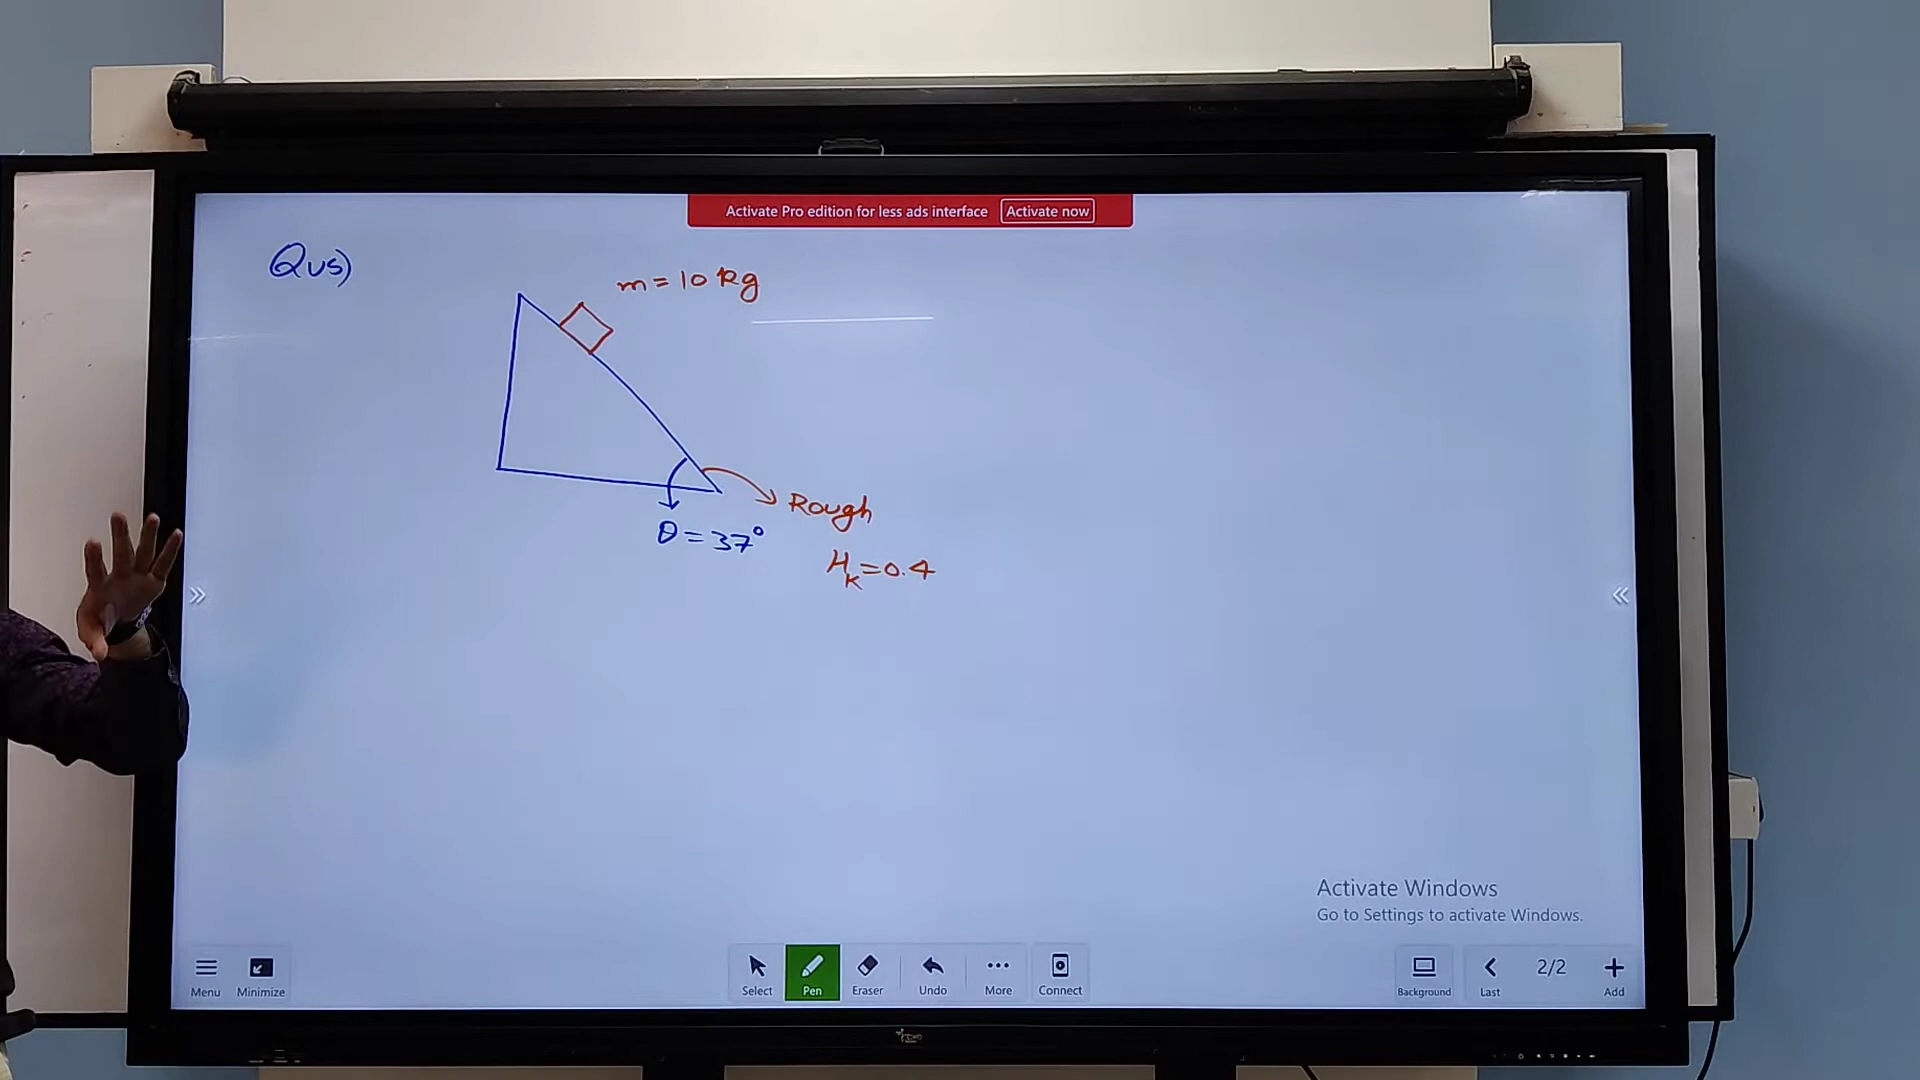 Activate Pro edition for less ads interface Activate now
Qus)
m = 10 kg
Rough
θ = 37°
μk = 0.4
Activate Windows
Go to Settings to activate Windows.
Menu
Minimize
Select
Pen
Eraser
Undo
More
Connect
Background
Last
2/2
Add